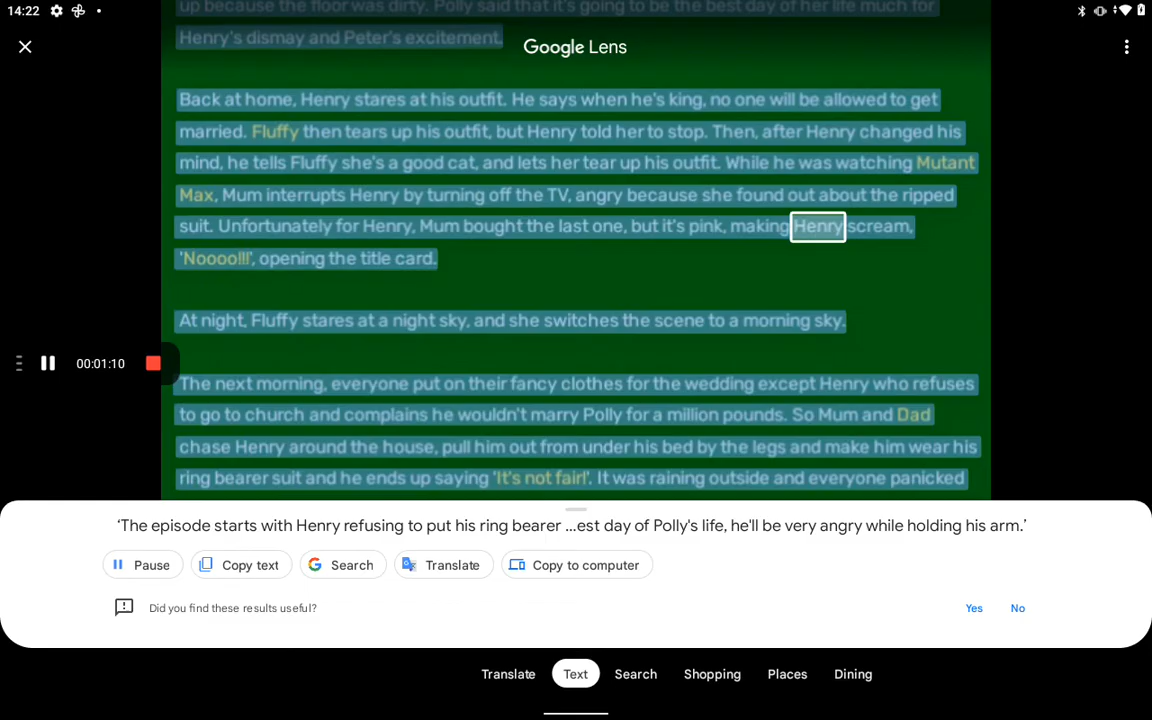 14:22
Google Lens
up because the floor was dirty. Polly said that it's going to be the best day of her life much for
Henry's dismay and Peter's excitement.
Back at home, Henry stares at his outfit. He says when he's king, no one will be allowed to get
married. Fluffy then tears up his outfit, but Henry told her to stop. Then, after Henry changed his
mind, he tells Fluffy she's a good cat, and lets her tear up his outfit. While he was watching Mutant
Max, Mum interrupts Henry by turning off the TV, angry because she found out about the ripped
suit. Unfortunately for Henry, Mum bought the last one, but it's pink, making Henry scream,
'Noooo!!!', opening the title card.
At night, Fluffy stares at a night sky, and she switches the scene to a morning sky.
00:01:10
The next morning, everyone put on their fancy clothes for the wedding except Henry who refuses
to go to church and complains he wouldn't marry Polly for a million pounds. So Mum and Dad
chase Henry around the house, pull him out from under his bed by the legs and make him wear his
ring bearer suit and he ends up saying 'It's not fair!'. It was raining outside and everyone panicked
‘The episode starts with Henry refusing to put his ring bearer ...est day of Polly's life, he'll be very angry while holding his arm.’
Pause Copy text Search Translate Copy to computer
Did you find these results useful? Yes No
Translate Text Search Shopping Places Dining